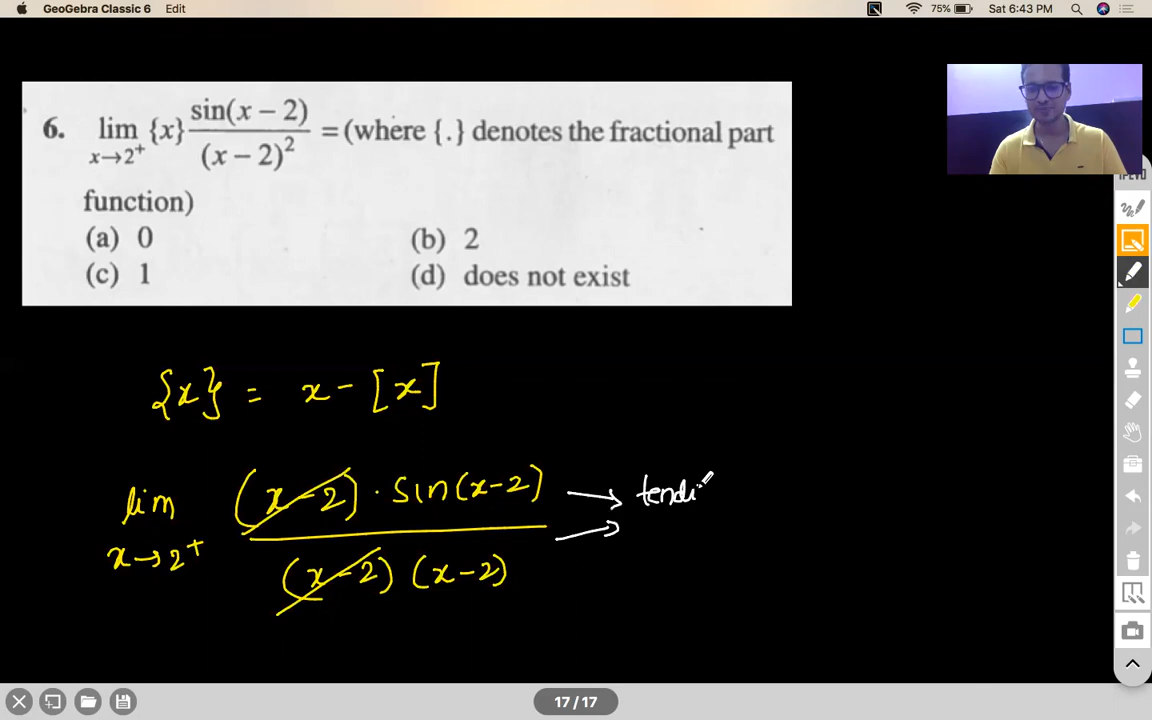 GeoGebra Classic 6 Edit 75% Sat 6:43 PM
6. lim x→2⁺ {x} sin(x – 2) / (x – 2)² = (where {.} denotes the fractional part
function)
(a) 0 (b) 2
(c) 1 (d) does not exist
{x} = x - [x]
lim x→2⁺ (x-2) · sin(x-2) / (x-2) (x-2) → tendi
17 / 17